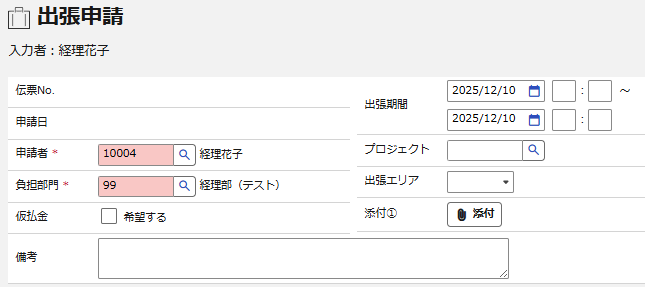 出張申請
入力者：経理花子
伝票No.
申請日
申請者 * 10004 経理花子
負担部門 * 99 経理部（テスト）
仮払金 希望する
出張期間 2025/12/10 : ～
2025/12/10 :
プロジェクト
出張エリア
添付① 添付
備考